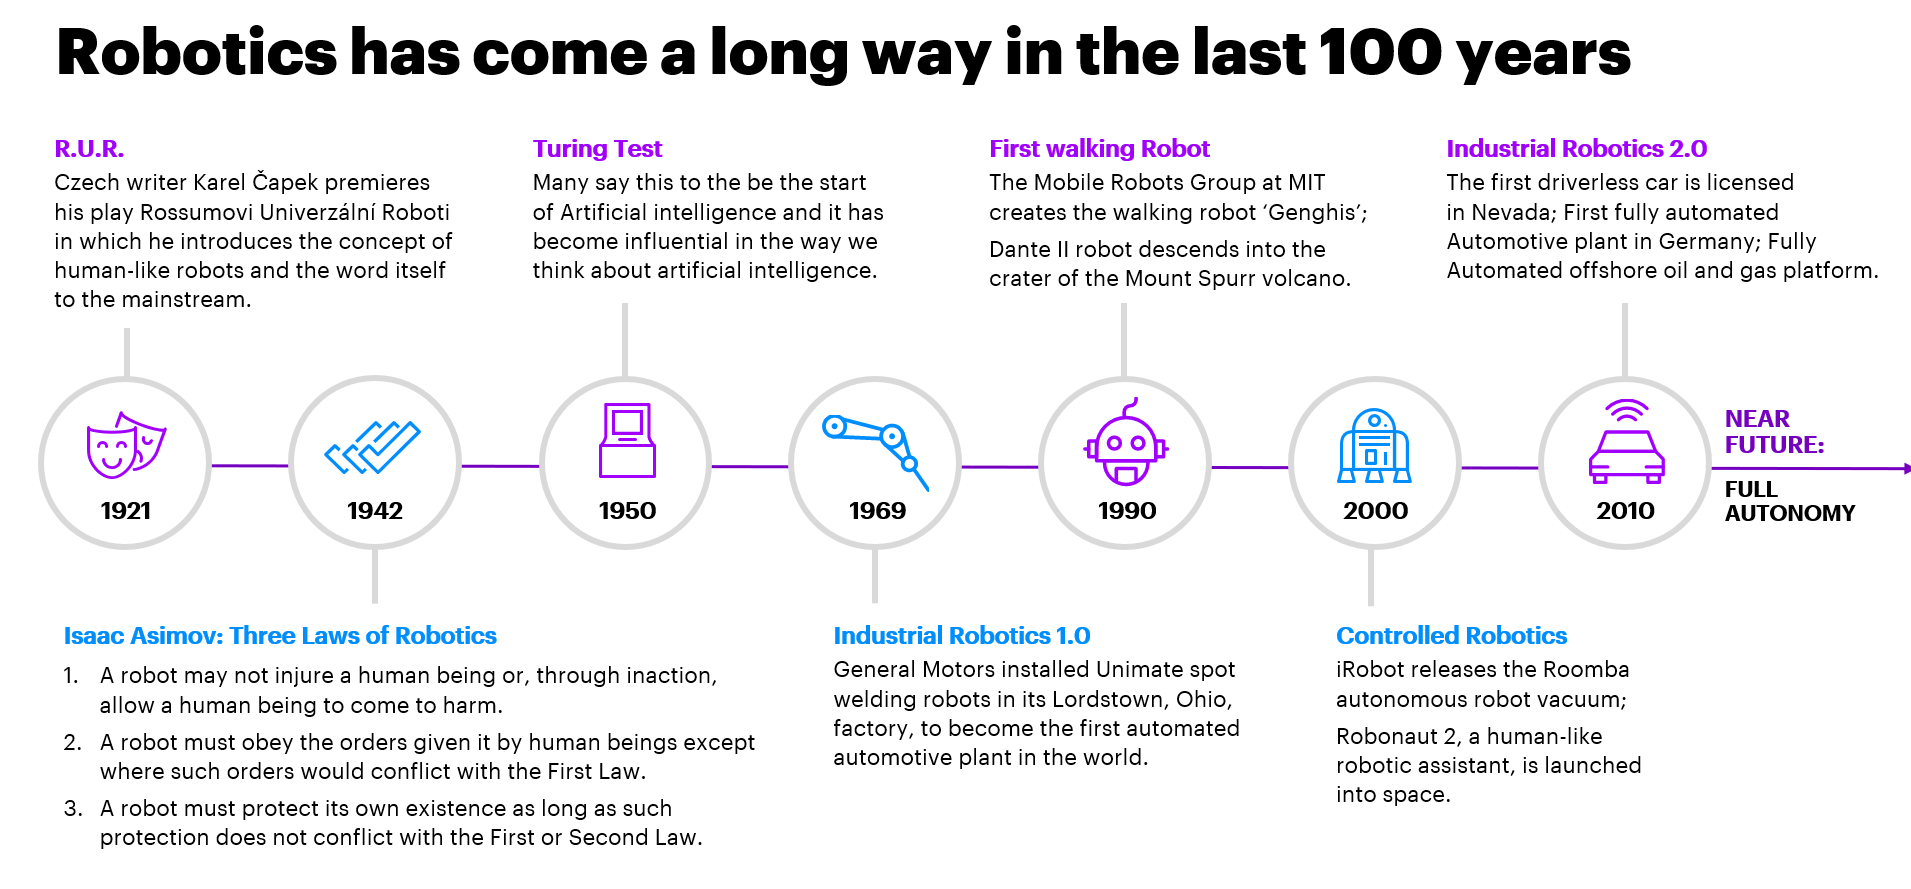 Robotics has come a long way in the last 100 years
R.U.R.
Czech writer Karel Čapek premieres
his play Rossumovi Univerzální Roboti
in which he introduces the concept of
human-like robots and the word itself
to the mainstream.
Turing Test
Many say this to the be the start
of Artificial intelligence and it has
become influential in the way we
think about artificial intelligence.
First walking Robot
The Mobile Robots Group at MIT
creates the walking robot ‘Genghis’;
Dante II robot descends into the
crater of the Mount Spurr volcano.
Industrial Robotics 2.0
The first driverless car is licensed
in Nevada; First fully automated
Automotive plant in Germany; Fully
Automated offshore oil and gas platform.
1921
1942
1950
1969
1990
2000
2010
NEAR
FUTURE:
FULL
AUTONOMY
Isaac Asimov: Three Laws of Robotics
1. A robot may not injure a human being or, through inaction,
allow a human being to come to harm.
2. A robot must obey the orders given it by human beings except
where such orders would conflict with the First Law.
3. A robot must protect its own existence as long as such
protection does not conflict with the First or Second Law.
Industrial Robotics 1.0
General Motors installed Unimate spot
welding robots in its Lordstown, Ohio,
factory, to become the first automated
automotive plant in the world.
Controlled Robotics
iRobot releases the Roomba
autonomous robot vacuum;
Robonaut 2, a human-like
robotic assistant, is launched
into space.